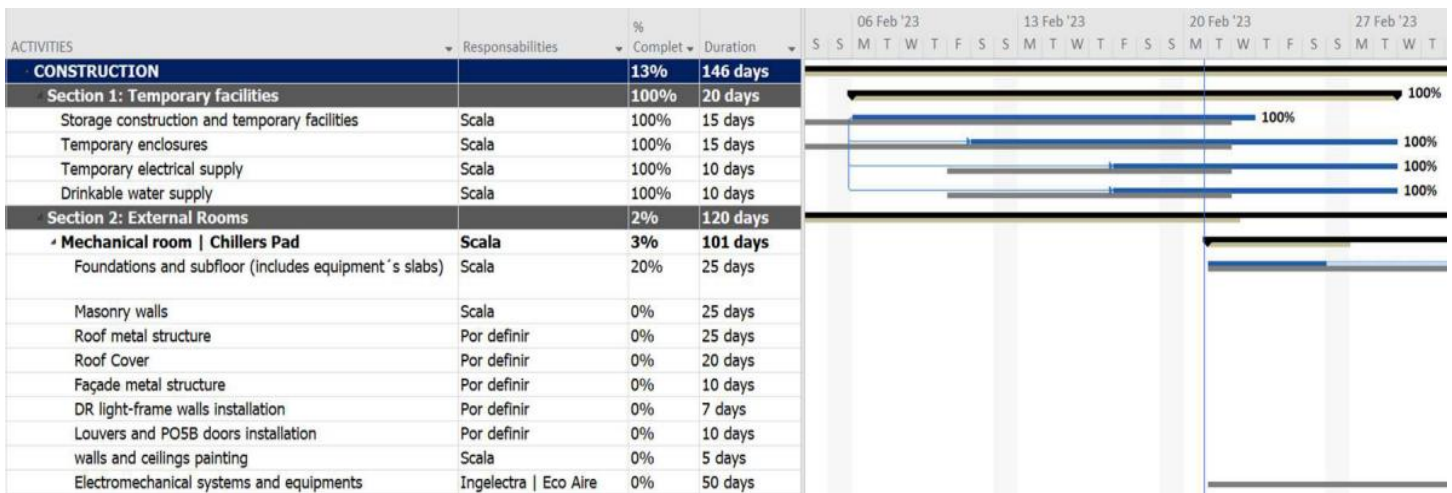 06 Feb '23 13 Feb '23 20 Feb '23 27 Feb '23
%
ACTIVITIES Responsabilities Complet Duration S S M T W T F S S M T W T F S S M T W T F S S M T W T
CONSTRUCTION 13% 146 days
Section 1: Temporary facilities 100% 20 days 100%
Storage construction and temporary facilities Scala 100% 15 days 100%
Temporary enclosures Scala 100% 15 days 100%
Temporary electrical supply Scala 100% 10 days 100%
Drinkable water supply Scala 100% 10 days 100%
Section 2: External Rooms 2% 120 days
Mechanical room | Chillers Pad Scala 3% 101 days
Foundations and subfloor (includes equipment´s slabs) Scala 20% 25 days
Masonry walls Scala 0% 25 days
Roof metal structure Por definir 0% 25 days
Roof Cover Por definir 0% 20 days
Façade metal structure Por definir 0% 10 days
DR light-frame walls installation Por definir 0% 7 days
Louvers and PO5B doors installation Por definir 0% 10 days
walls and ceilings painting Scala 0% 5 days
Electromechanical systems and equipments Ingelectra | Eco Aire 0% 50 days